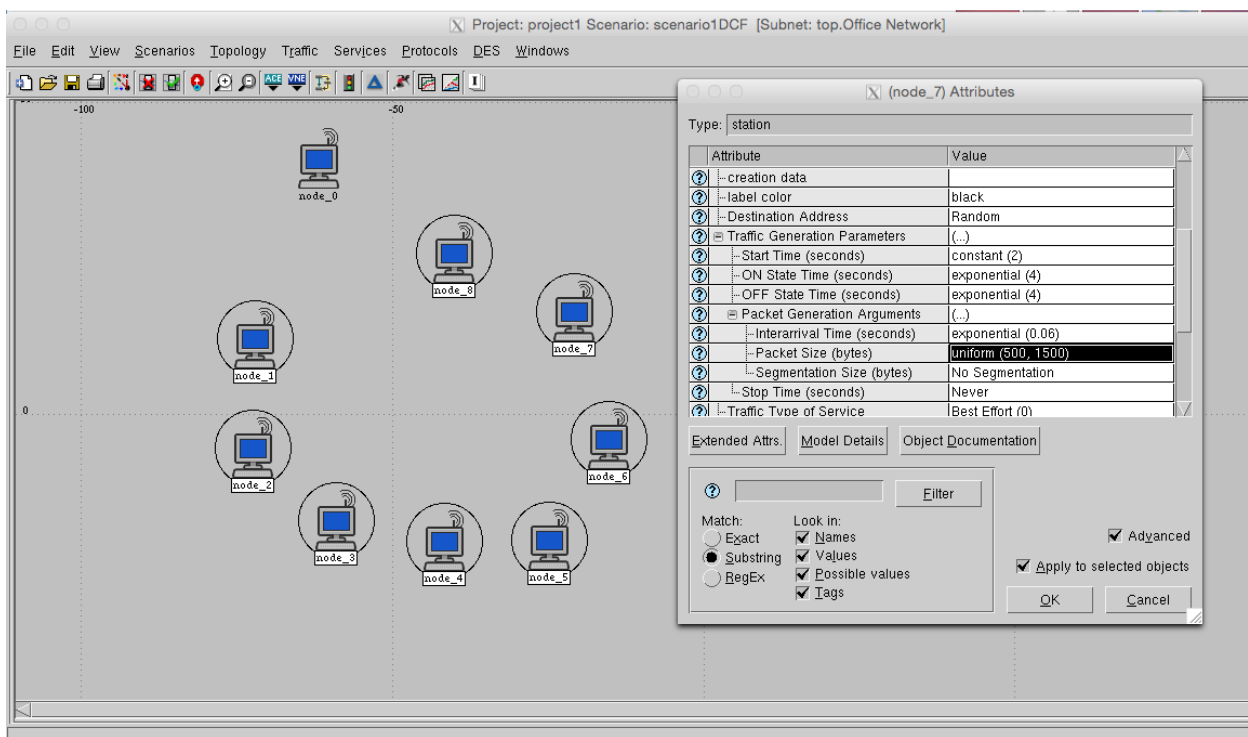 Project: project1 Scenario: scenario1DCF [Subnet: top.Office Network]
File Edit View Scenarios Topology Traffic Services Protocols DES Windows
ACE VNE
-100 -50
node_0
node_8
node_7
node_1
0
node_6
node_2
node_3
node_4
node_5
(node_7) Attributes
Type: station
Attribute Value
creation data
label color black
Destination Address Random
Traffic Generation Parameters (...)
Start Time (seconds) constant (2)
ON State Time (seconds) exponential (4)
OFF State Time (seconds) exponential (4)
Packet Generation Arguments (...)
Interarrival Time (seconds) exponential (0.06)
Packet Size (bytes) uniform (500, 1500)
Segmentation Size (bytes) No Segmentation
Stop Time (seconds) Never
Traffic Type of Service Best Effort (0)
Extended Attrs. Model Details Object Documentation
Filter
Match: Look in:
Exact Names
Substring Values
RegEx Possible values
Tags
Advanced
Apply to selected objects
OK Cancel